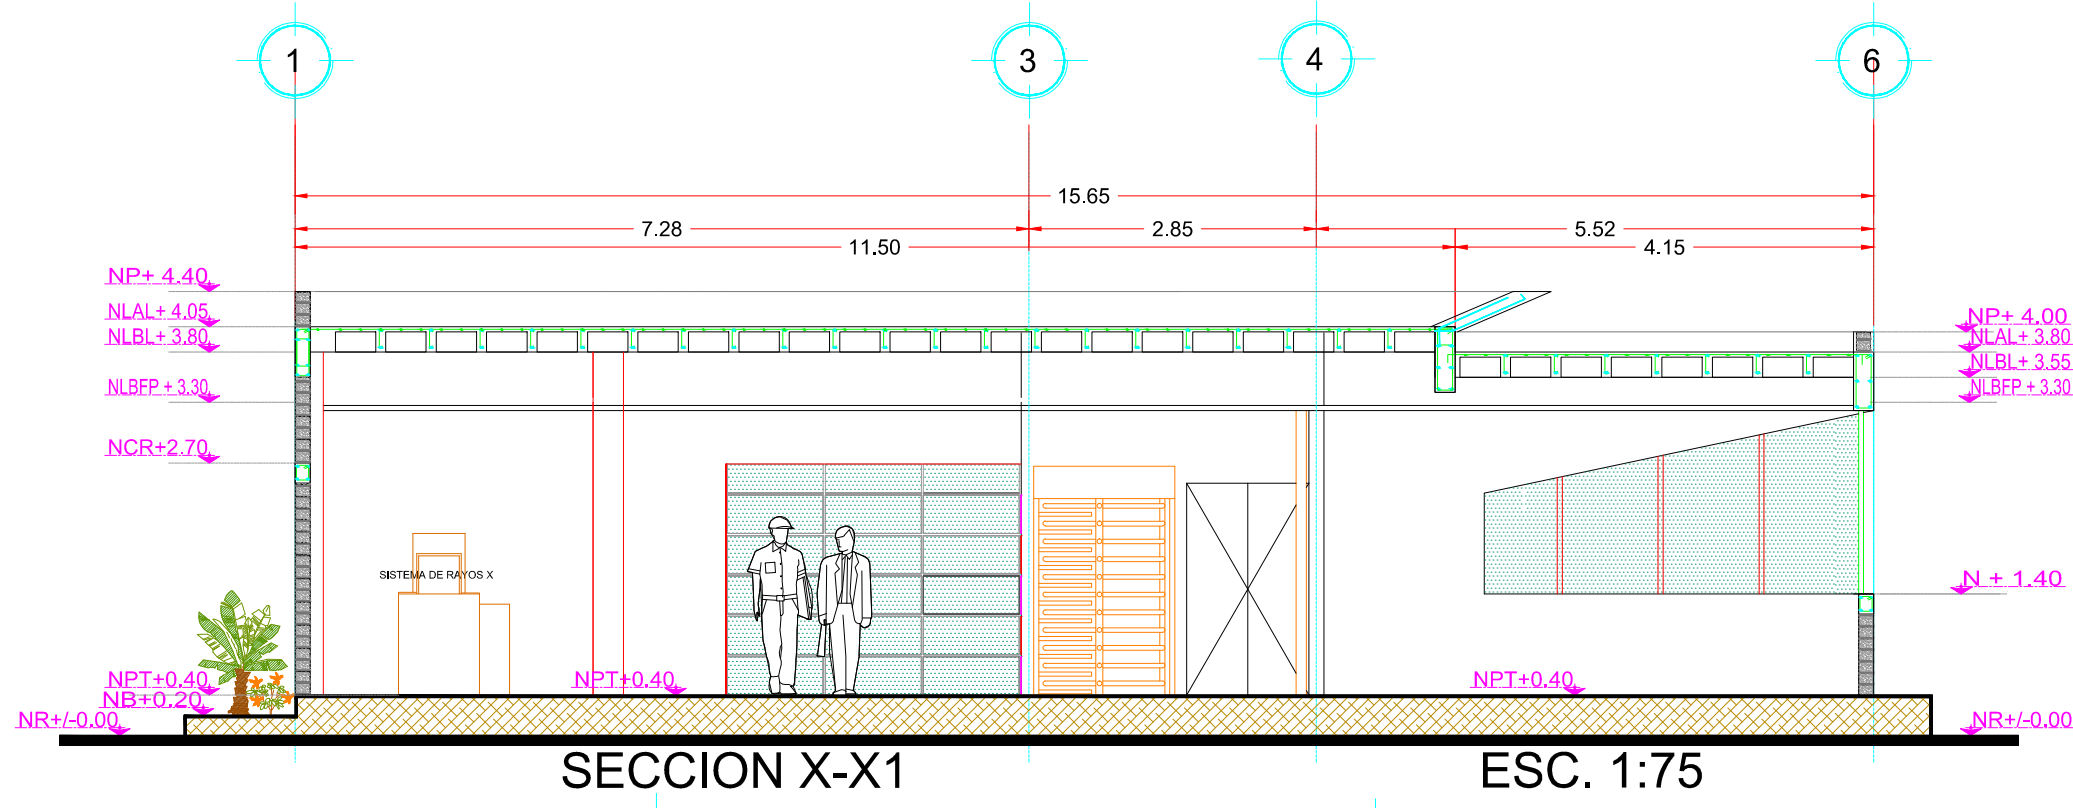 1 3 4 6
15.65
7.28 2.85 5.52
11.50 4.15
NP+ 4.40
NLAL+ 4.05
NLBL+ 3.80
NLBFP + 3.30
NCR+2.70
NP+ 4.00
NLAL+ 3.80
NLBL+ 3.55
NLBFP + 3.30
SISTEMA DE RAYOS X
N + 1.40
NPT+0.40 NPT+0.40 NPT+0.40
NB+0.20
NR+/-0.00 NR+/-0.00
SECCION X-X1 ESC. 1:75